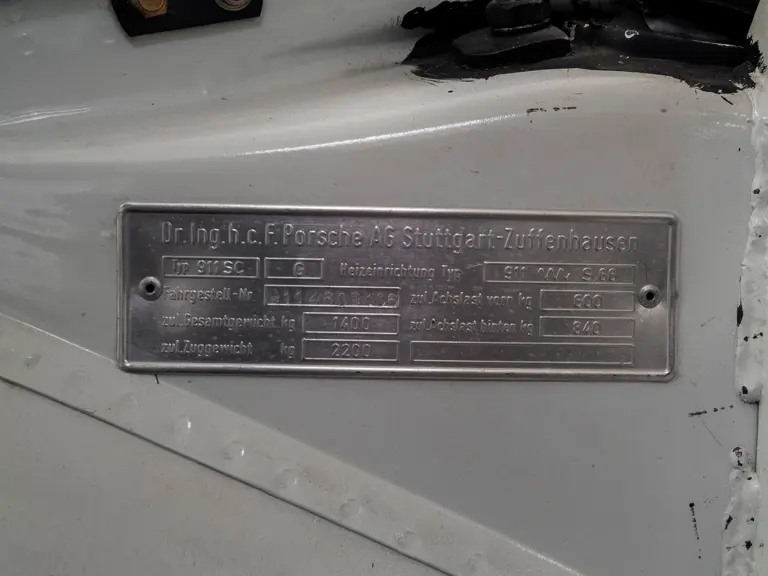 Dr.Ing.h.c.F.Porsche AG Stuttgart-Zuffenhausen
Typ 911SC G Heizeinrichtung Typ 911 S.66
Fahrgestell-Nr. zul.Achslast vorn kg 600
zul.Gesamtgewicht kg 1400 zul.Achslast hinten kg 840
zul.Zuggewicht kg 2200